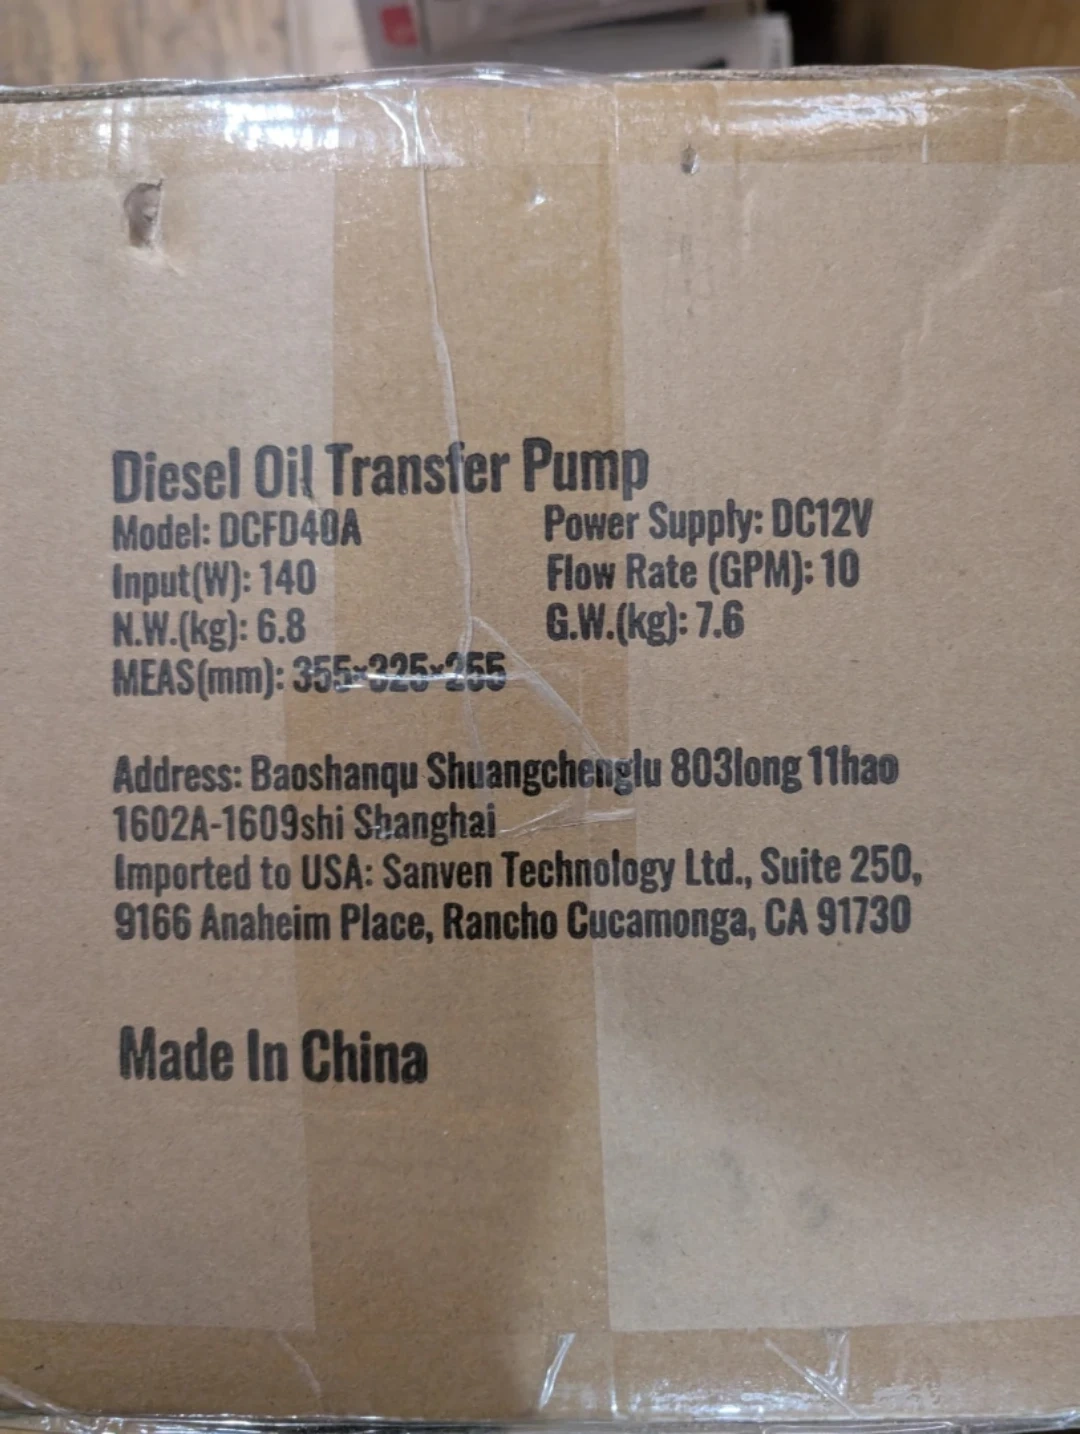 Diesel Oil Transfer Pump
Model: DCFD40A Power Supply: DC12V
Input(W): 140 Flow Rate (GPM): 10
N.W.(kg): 6.8 G.W.(kg): 7.6
MEAS(mm): 355×325×255
Address: Baoshanqu Shuangchenglu 803long 11hao
1602A-1609shi Shanghai
Imported to USA: Sanven Technology Ltd., Suite 250,
9166 Anaheim Place, Rancho Cucamonga, CA 91730
Made In China